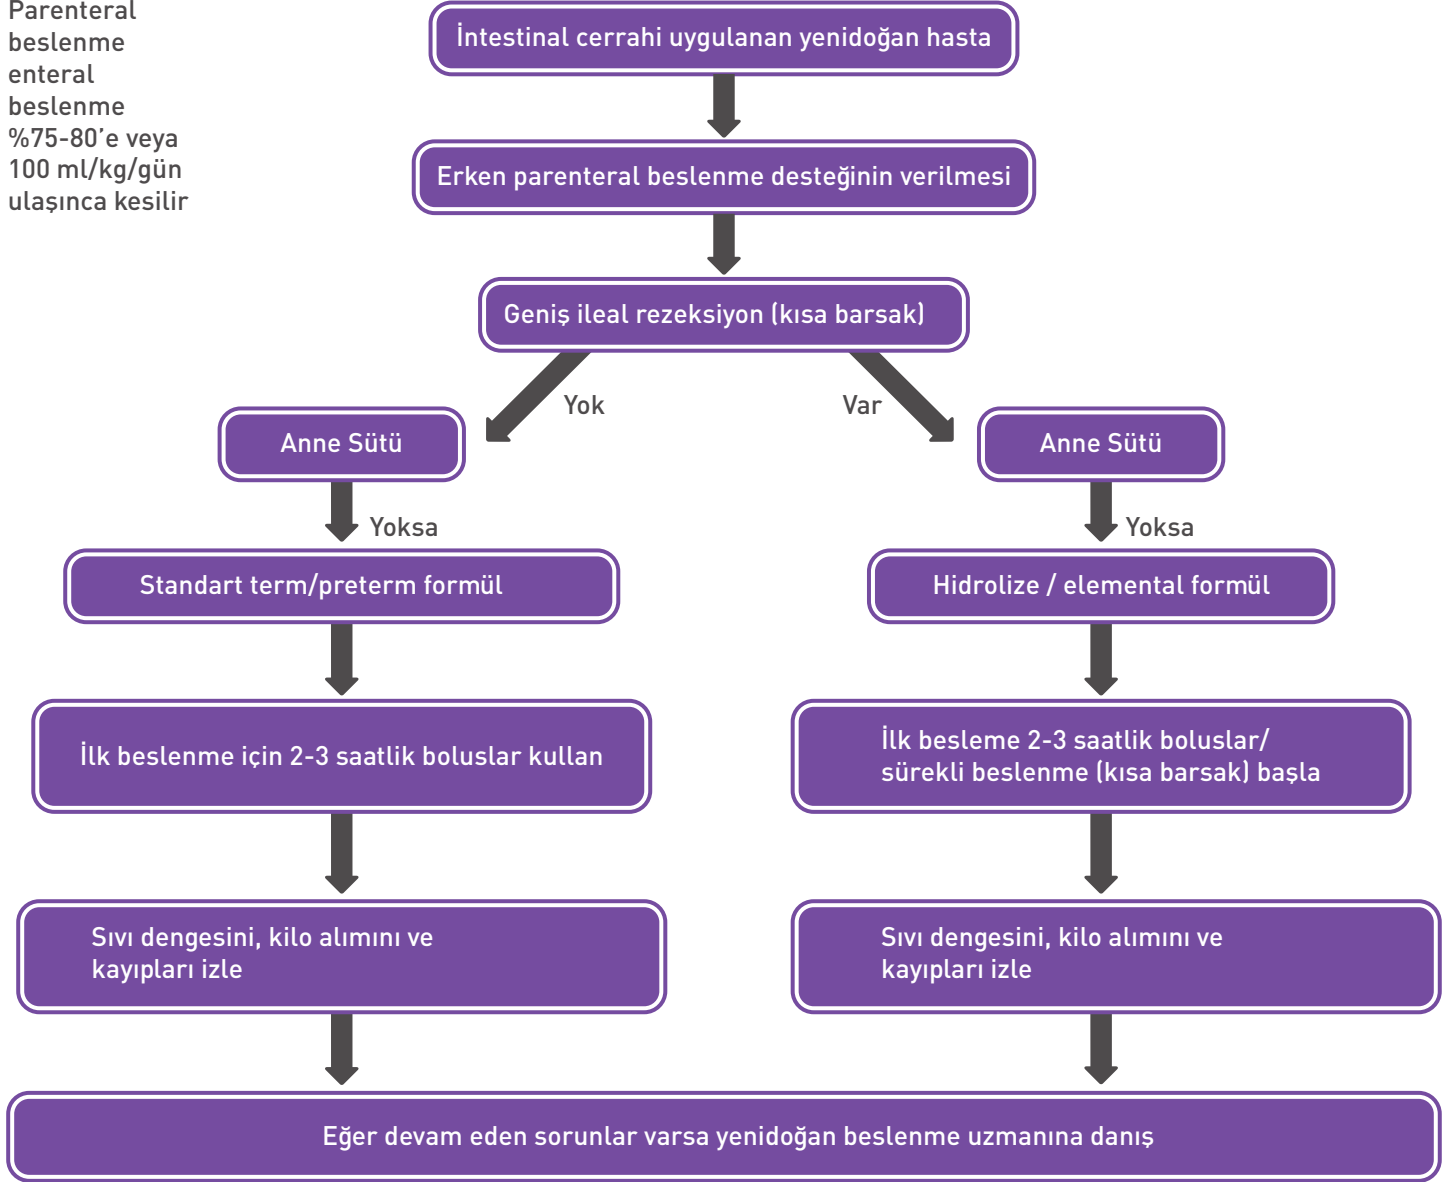 Parenteral
beslenme
enteral
beslenme
%75-80’e veya
100 ml/kg/gün
ulaşınca kesilir
İntestinal cerrahi uygulanan yenidoğan hasta
Erken parenteral beslenme desteğinin verilmesi
Geniş ileal rezeksiyon (kısa barsak)
Yok
Var
Anne Sütü
Anne Sütü
Yoksa
Yoksa
Standart term/preterm formül
Hidrolize / elemental formül
İlk beslenme için 2-3 saatlik boluslar kullan
İlk besleme 2-3 saatlik boluslar/
sürekli beslenme (kısa barsak) başla
Sıvı dengesini, kilo alımını ve
kayıpları izle
Sıvı dengesini, kilo alımını ve
kayıpları izle
Eğer devam eden sorunlar varsa yenidoğan beslenme uzmanına danış